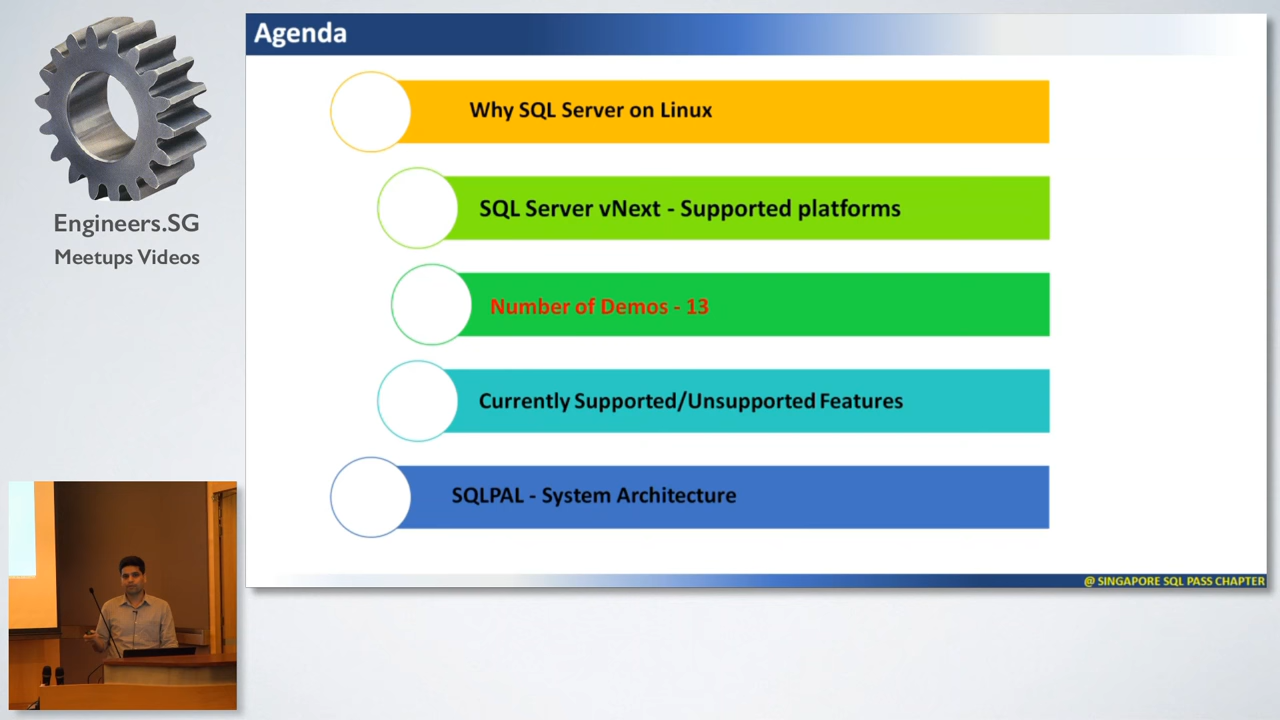 Agenda
Engineers.SG
Meetups Videos
Why SQL Server on Linux
SQL Server vNext - Supported platforms
Number of Demos - 13
Currently Supported/Unsupported Features
SQLPAL - System Architecture
@ SINGAPORE SQL PASS CHAPTER